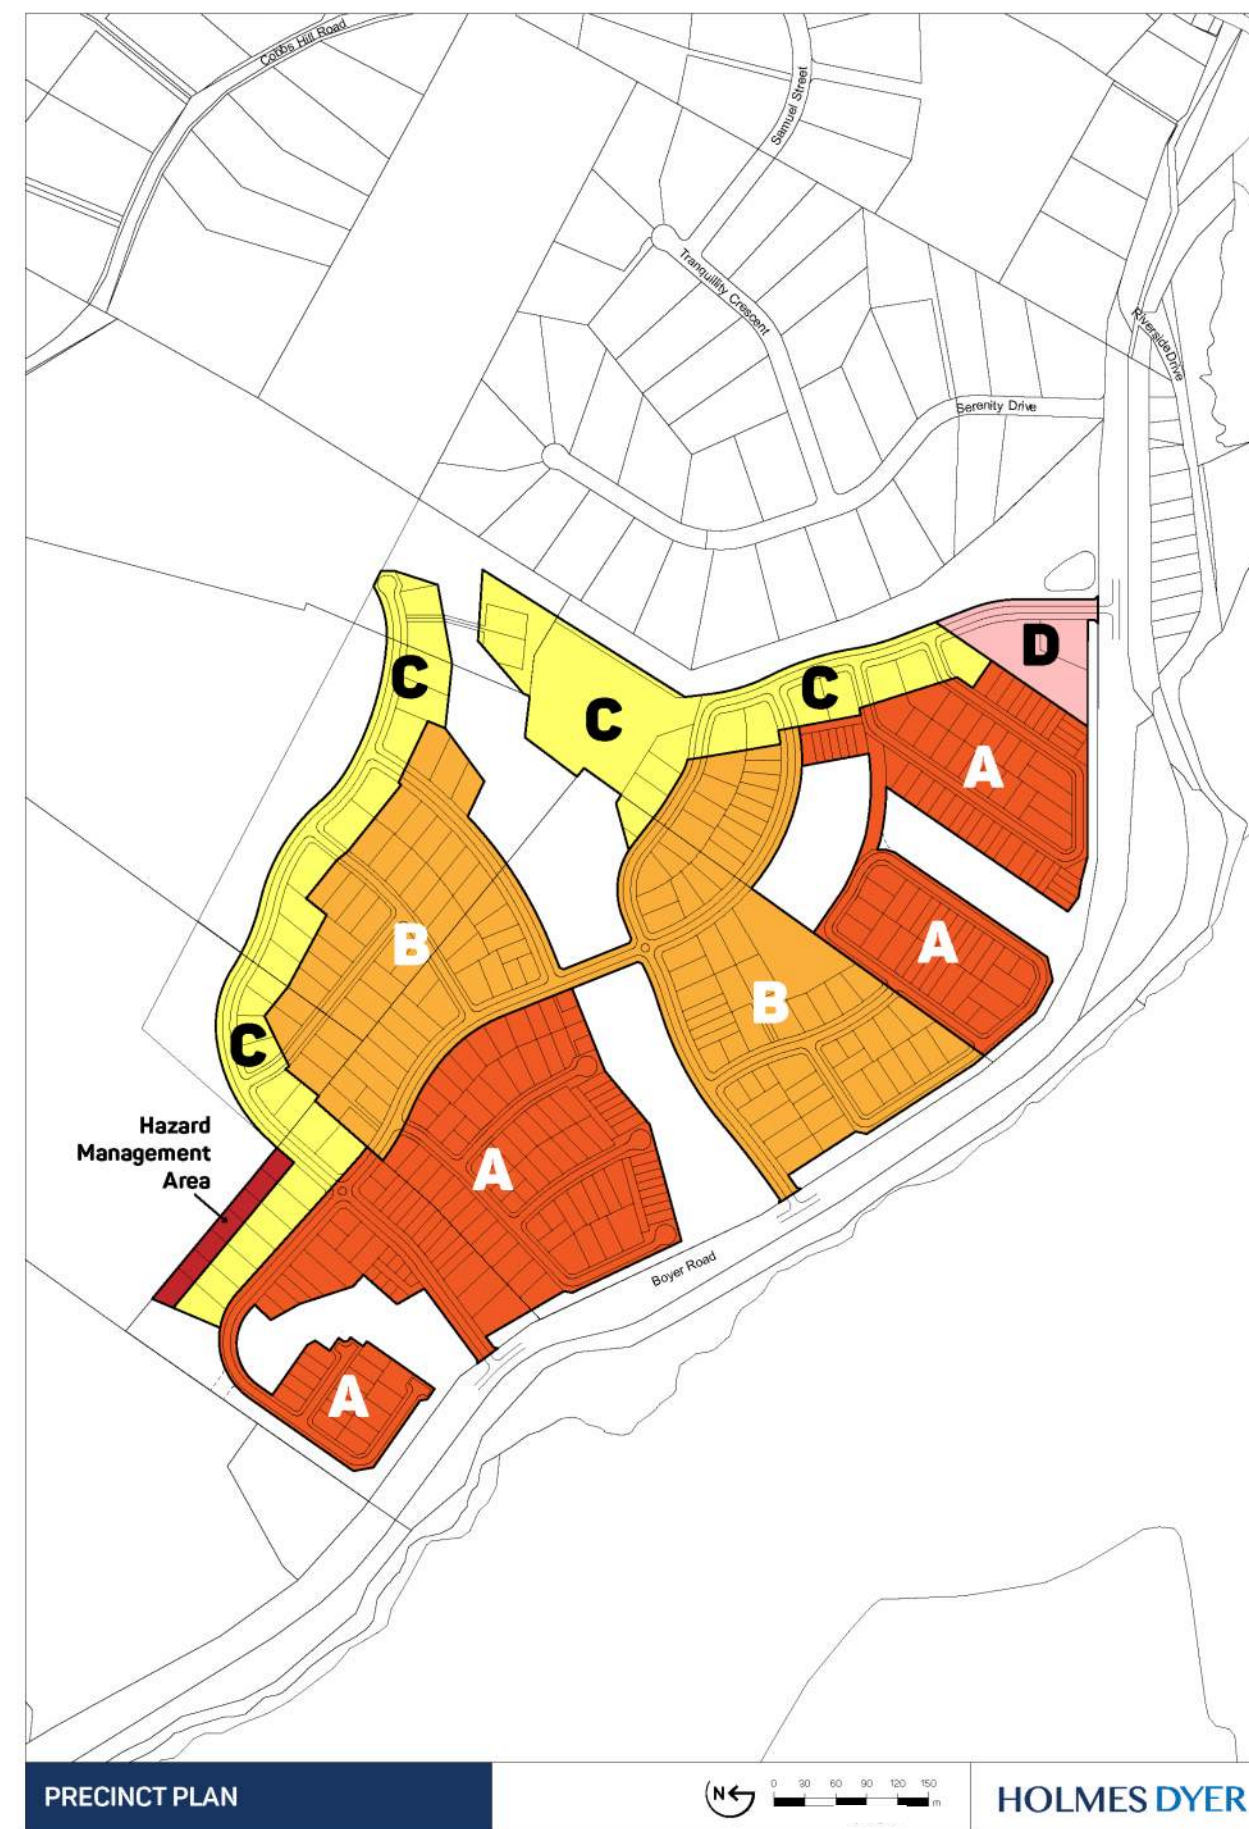 Cobbs Hill Road
Samuel Street
Tranquillity Crescent
Riverside Drive
Serenity Drive
D
C
C
C
A
B
A
B
C
Hazard
Management
Area
A
Boyer Road
A
PRECINCT PLAN
N
0 30 60 90 120 150
m
HOLMES DYER